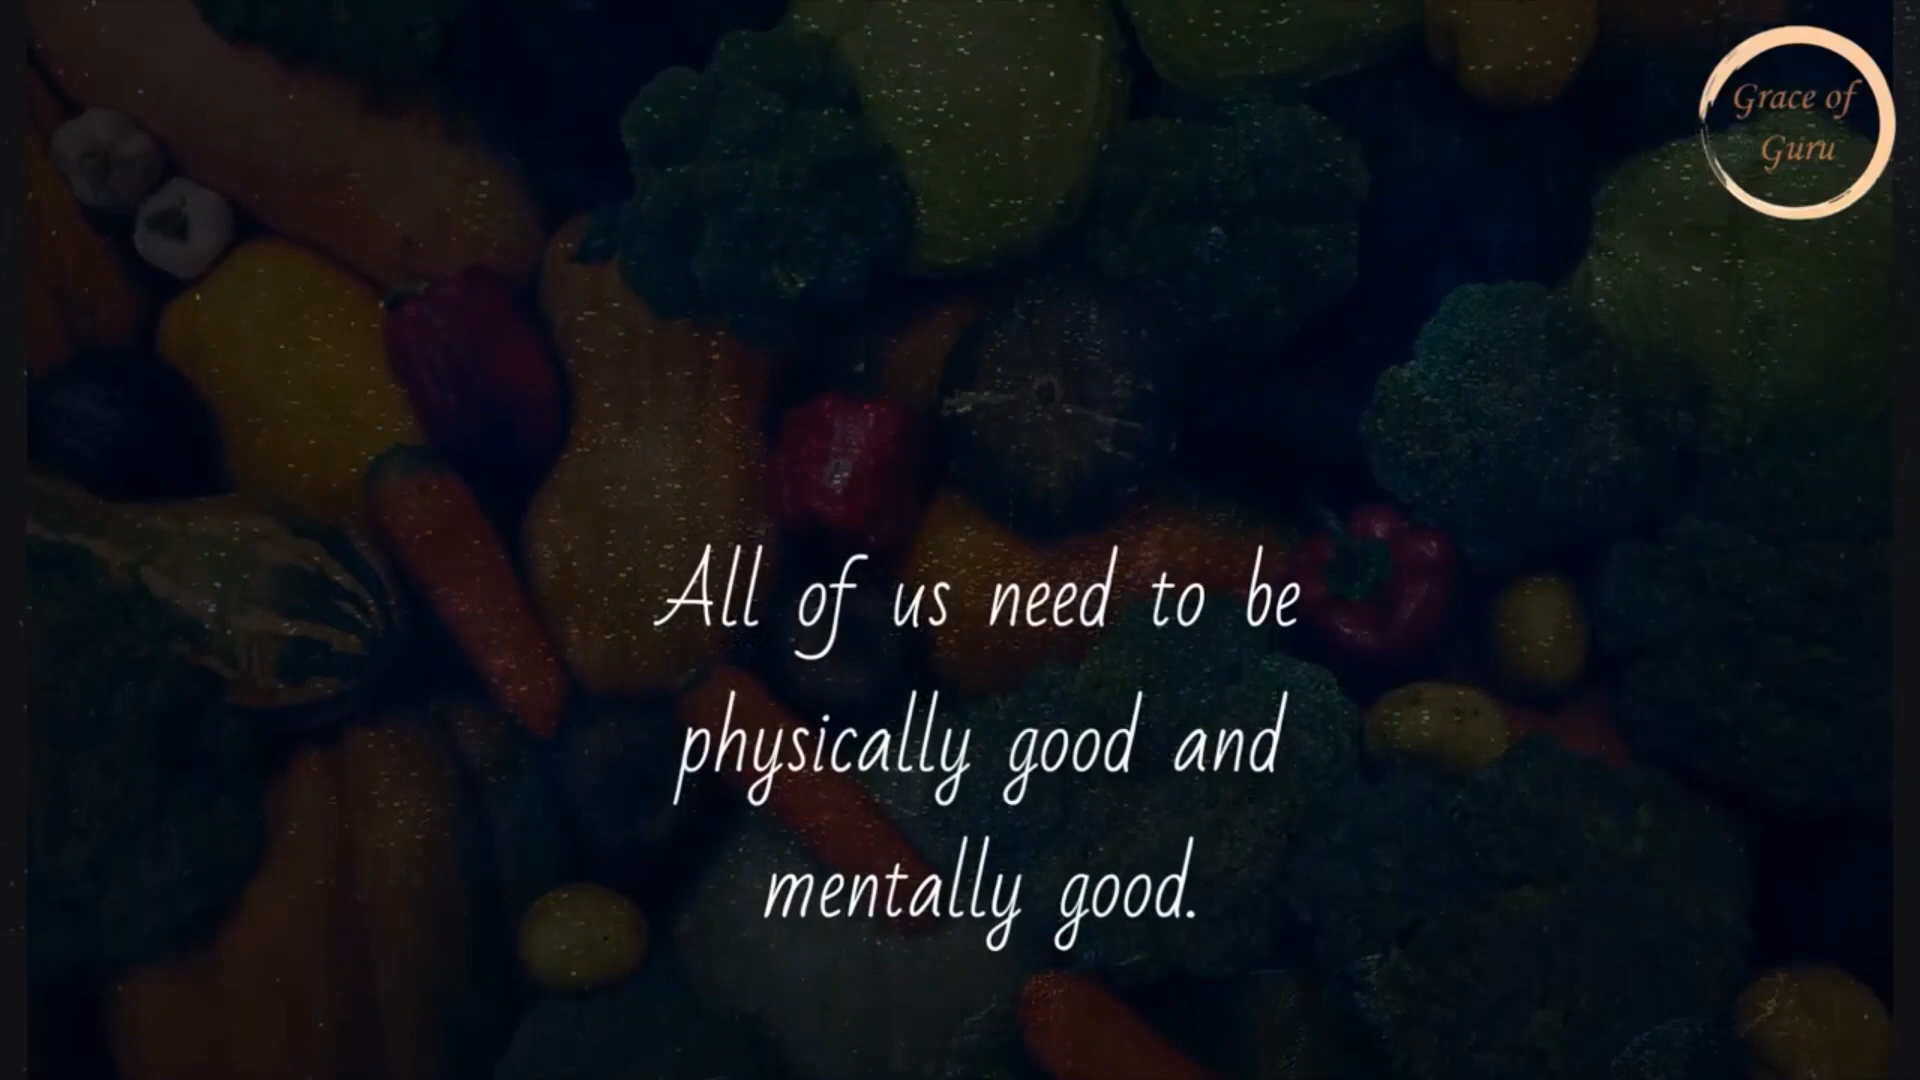 Grace of
Guru
All of us need to be
physically good and
mentally good.